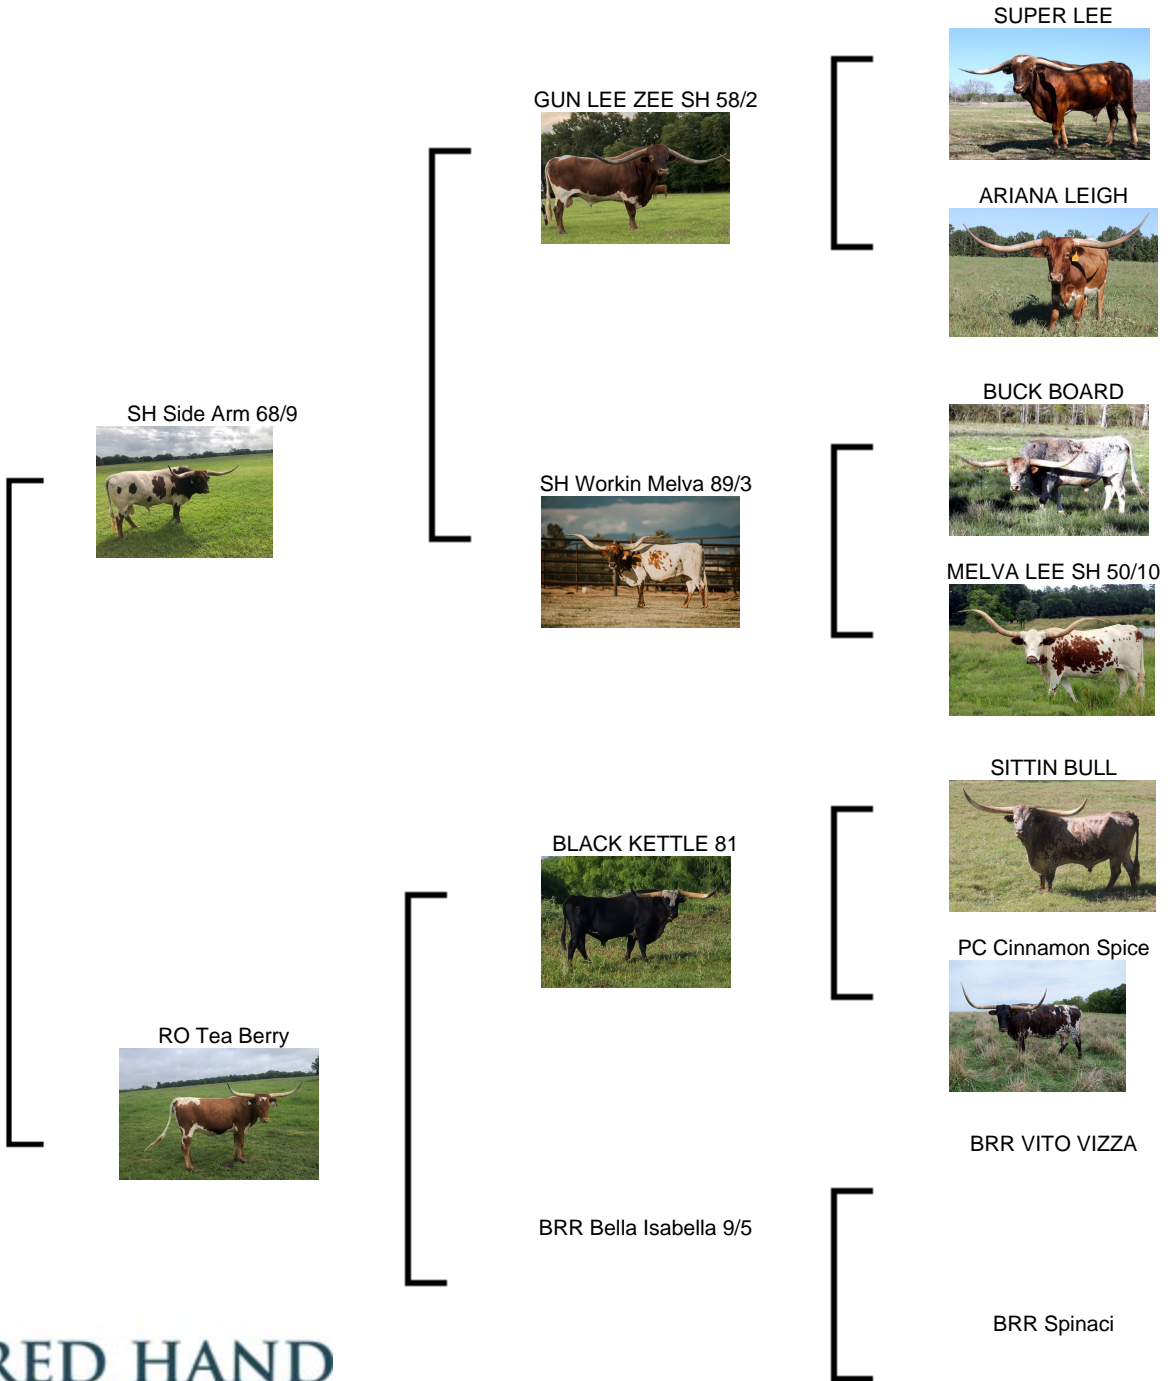 SUPER LEE
GUN LEE ZEE SH 58/2
ARIANA LEIGH
BUCK BOARD
SH Side Arm 68/9
SH Workin Melva 89/3
MELVA LEE SH 50/10
SITTIN BULL
BLACK KETTLE 81
PC Cinnamon Spice
RO Tea Berry
BRR VITO VIZZA
BRR Bella Isabella 9/5
BRR Spinaci
RED HAND